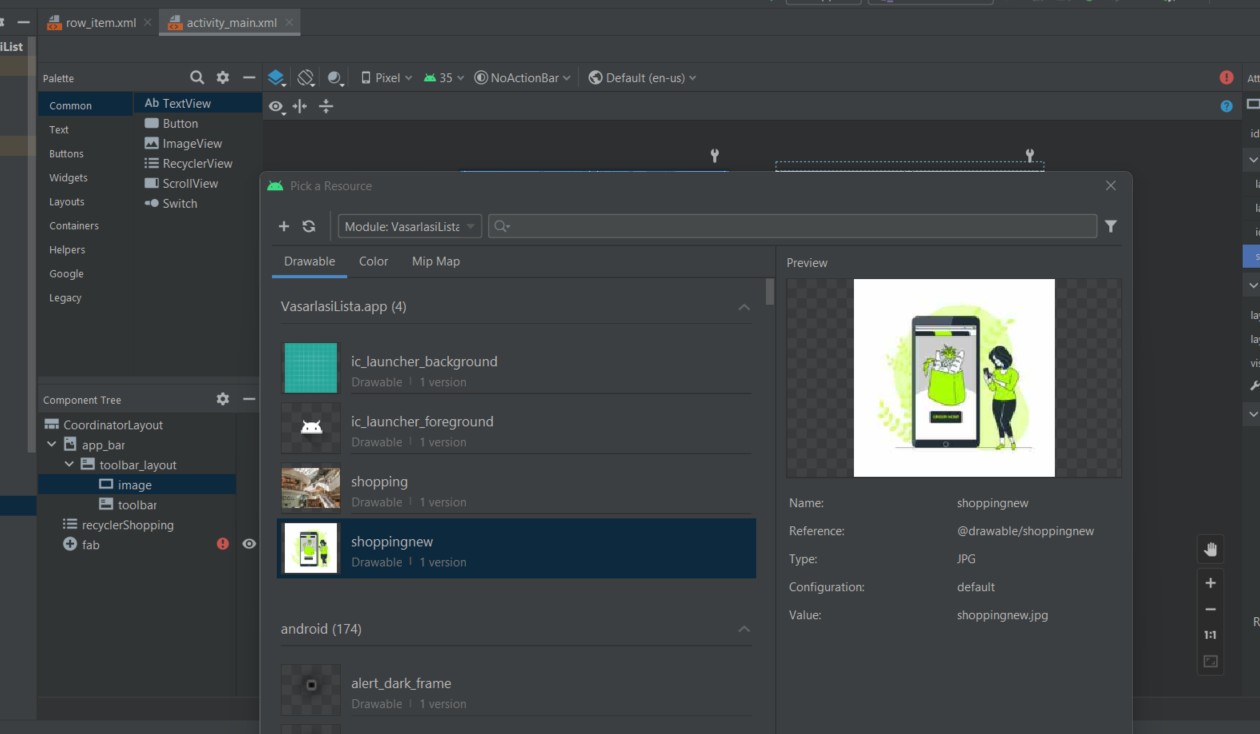 row_item.xml
activity_main.xml
iList
Palette
Pixel
35
NoActionBar
Default (en-us)
Common
Text
Buttons
Widgets
Layouts
Containers
Helpers
Google
Legacy
Ab TextView
Button
ImageView
RecyclerView
ScrollView
Switch
Att
id
Component Tree
CoordinatorLayout
app_bar
toolbar_layout
image
toolbar
recyclerShopping
fab
Pick a Resource
Module: VasarlasiLista
Drawable
Color
Mip Map
VasarlasiLista.app (4)
ic_launcher_background
Drawable | 1 version
ic_launcher_foreground
Drawable | 1 version
shopping
Drawable | 1 version
shoppingnew
Drawable | 1 version
android (174)
alert_dark_frame
Drawable | 1 version
Preview
Name: shoppingnew
Reference: @drawable/shoppingnew
Type: JPG
Configuration: default
Value: shoppingnew.jpg
1:1